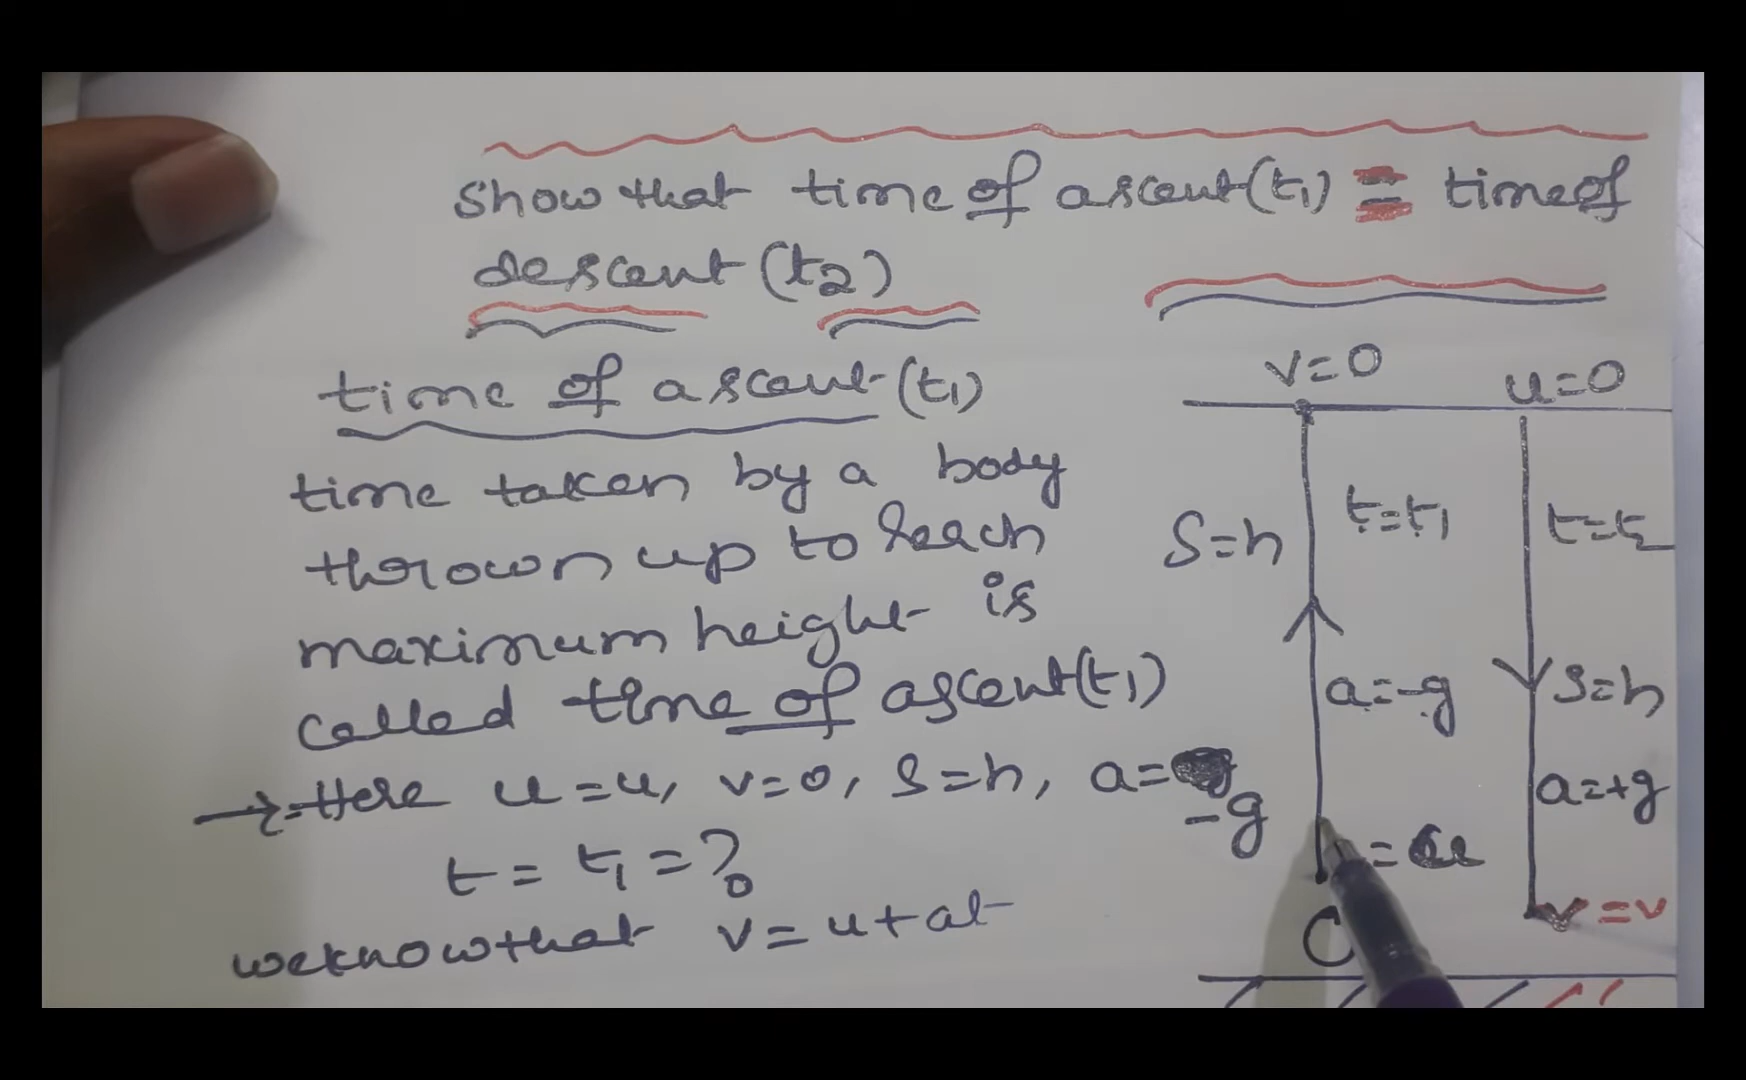 show that time of ascent (t1) = time of
descent (t2)
time of ascent (t1)
time taken by a body
thrown up to reach
maximum height is
called time of ascent (t1)
→ Here u = u, v = 0, S = h, a =
-g
t = t1 = ?
we know that v = u + at
v = 0
u = 0
S = h
t = t1
t = t2
a = -g
S = h
a = +g
= u
v = v